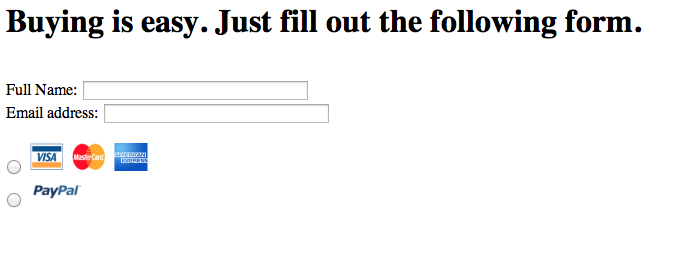 Buying is easy. Just fill out the following form.
Full Name:
Email address:
VISA MasterCard AMERICAN EXPRESS
PayPal